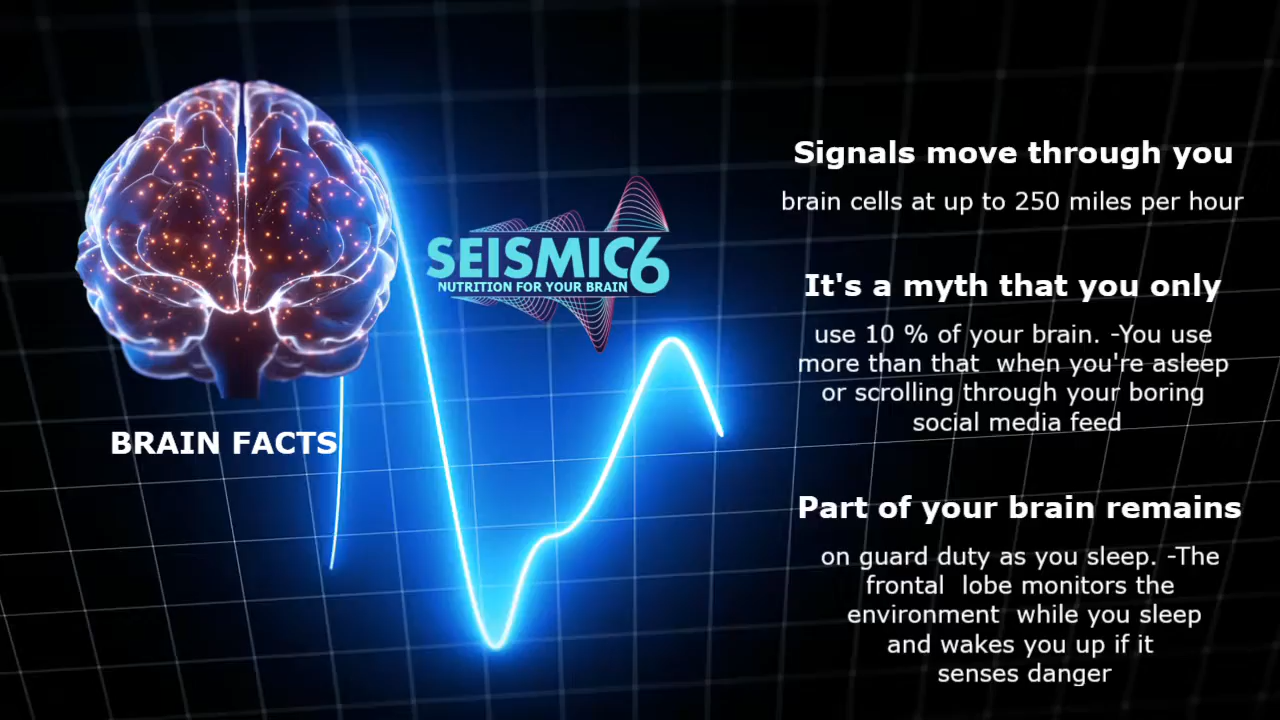 SEISMIC6
NUTRITION FOR YOUR BRAIN
BRAIN FACTS
Signals move through you
brain cells at up to 250 miles per hour
It's a myth that you only
use 10 % of your brain. -You use
more than that when you're asleep
or scrolling through your boring
social media feed
Part of your brain remains
on guard duty as you sleep. -The
frontal lobe monitors the
environment while you sleep
and wakes you up if it
senses danger